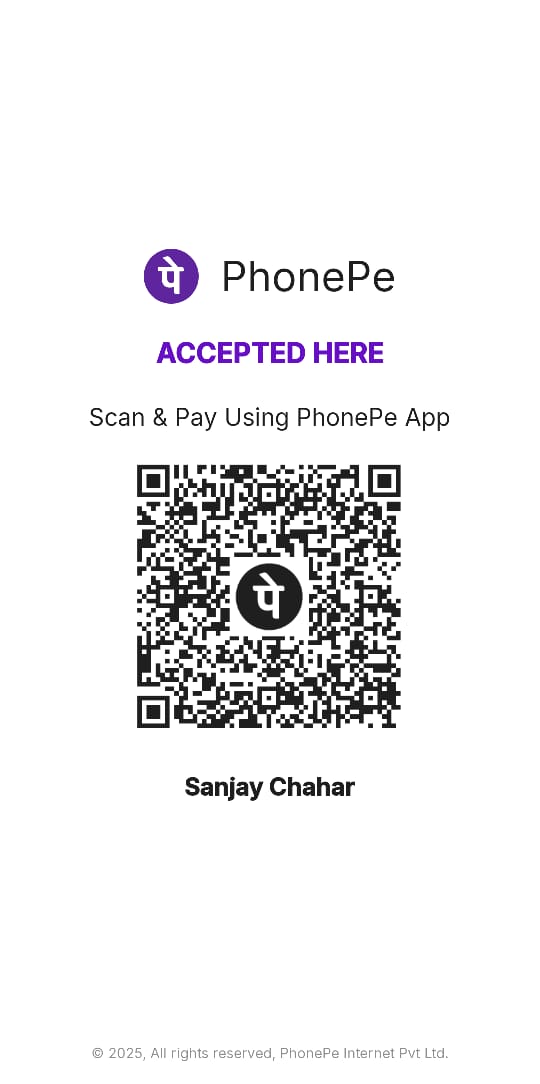 पे PhonePe
ACCEPTED HERE
Scan & Pay Using PhonePe App
पे
Sanjay Chahar
© 2025, All rights reserved, PhonePe Internet Pvt Ltd.